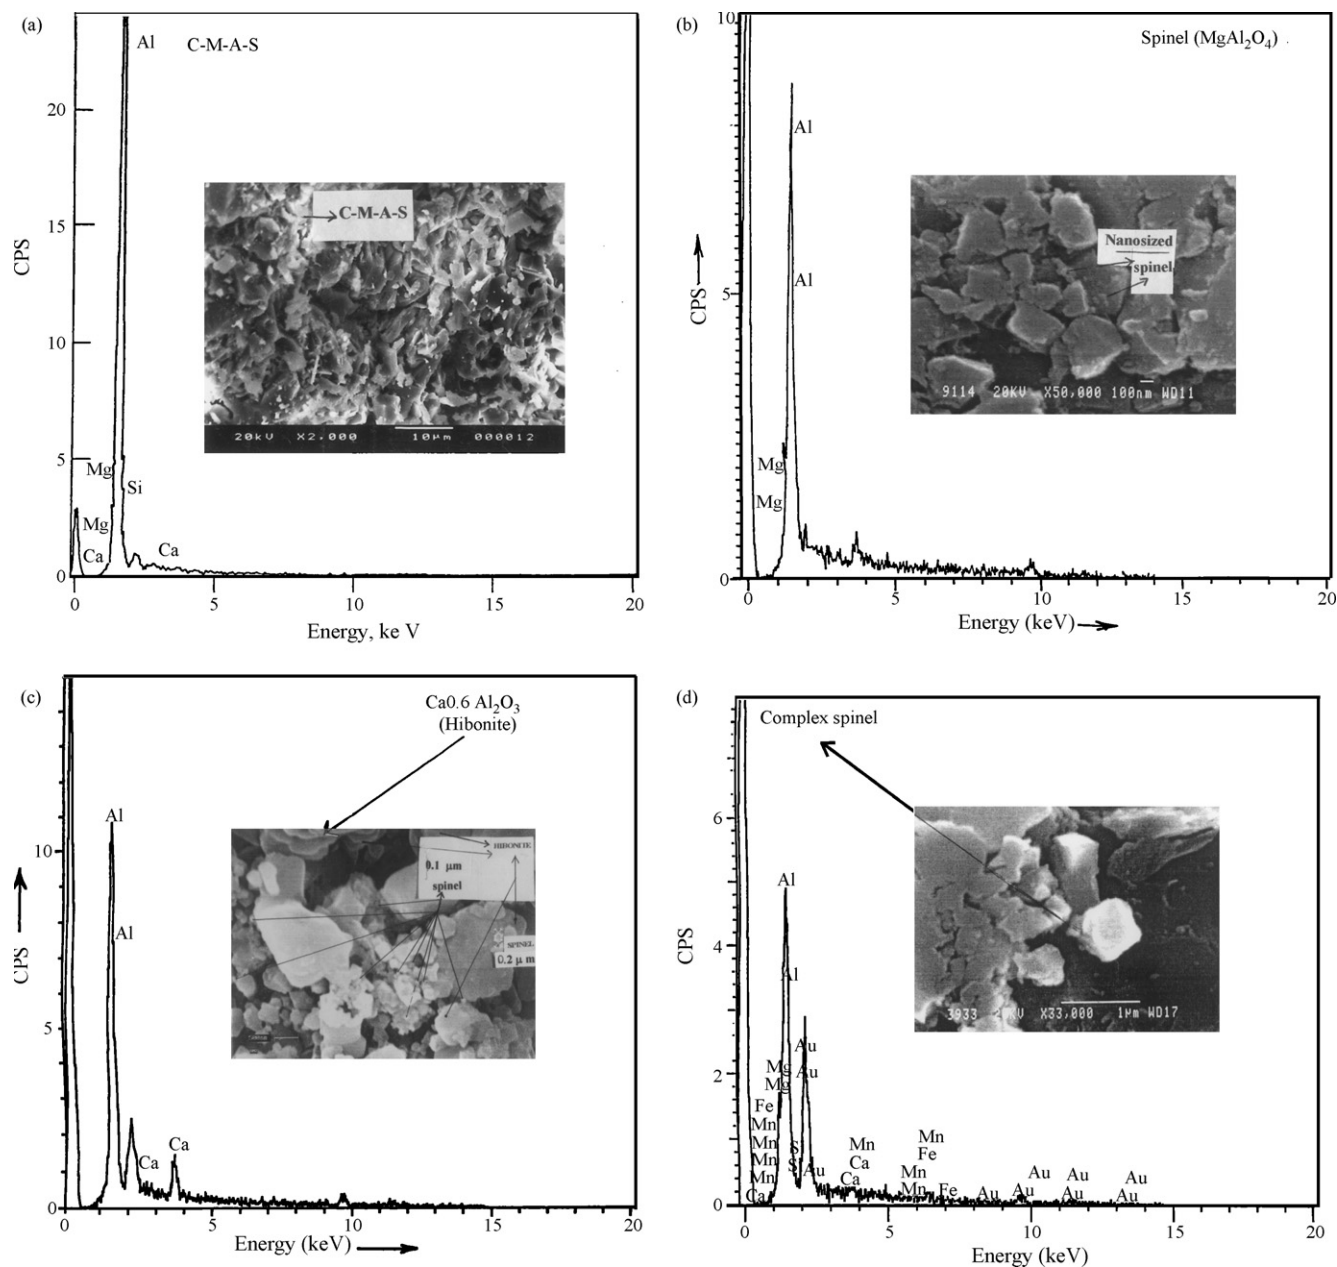 (a)
Al
C-M-A-S
20
15
10
5
0
CPS
C-M-A-S
20kV X2,000 10μm 000012
Mg
Si
Mg
Ca
Ca
0
5
10
15
20
Energy, ke V
(b)
10
Spinel (MgAl₂O₄)
Al
Al
5
CPS
Nanosized
spinel
9114 20KV X50,000 100nm WD11
Mg
Mg
0
0
5
10
15
20
Energy (keV)
(c)
Ca0.6 Al₂O₃
(Hibonite)
Al
10
Al
HIBONITE
0.1 μm
spinel
SPINEL
0.2 μm
CPS
5
Ca
Ca
0
0
5
10
15
20
Energy (keV)
(d)
Complex spinel
6
Al
4
Al
CPS
3933 X33,000 1μm WD17
Au
Mg
Au
Mg
2
Fe
Mn
Mn
Mn
Mn
Ca
S
S
Au
Mn
Ca
Ca
Mn
Fe
Mn
Mn
Fe
Au
Au
Au
Au
Au
Au
Au
0
0
5
10
15
20
Energy (keV)